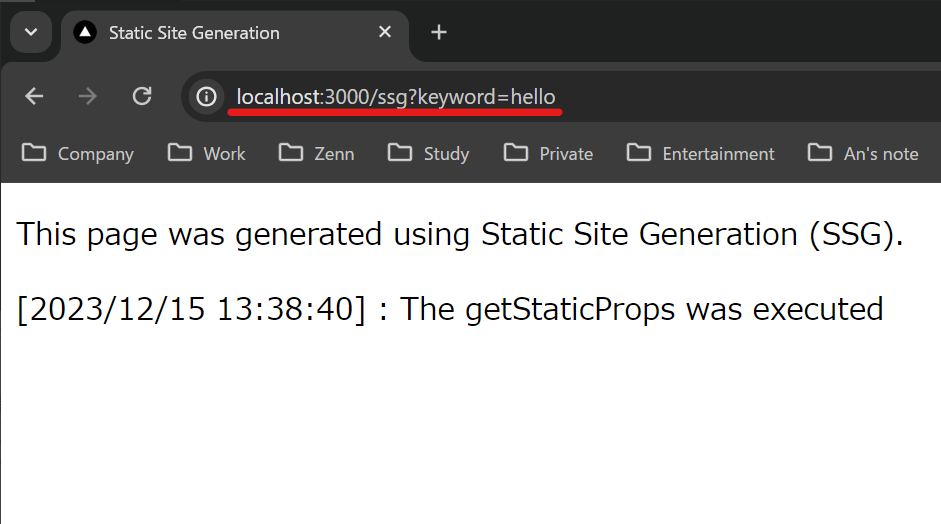 Static Site Generation
localhost:3000/ssg?keyword=hello
Company Work Zenn Study Private Entertainment An's note
This page was generated using Static Site Generation (SSG).
[2023/12/15 13:38:40] : The getStaticProps was executed